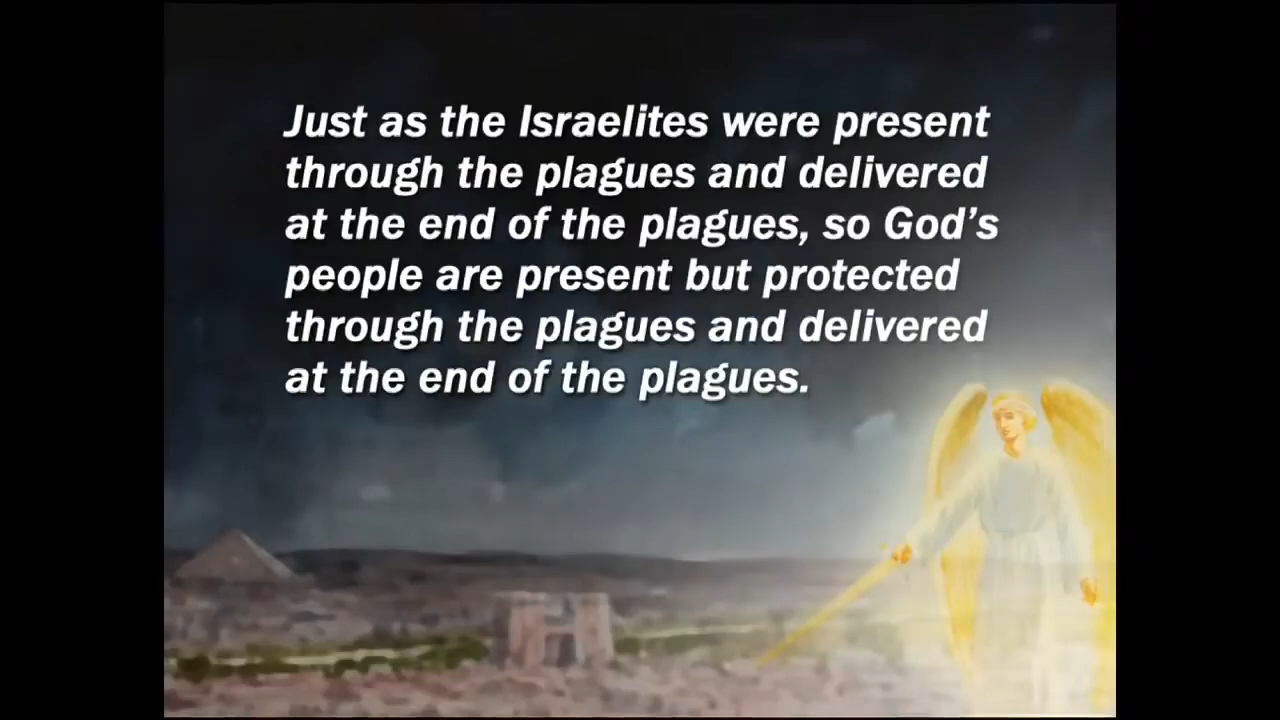 Just as the Israelites were present
through the plagues and delivered
at the end of the plagues, so God’s
people are present but protected
through the plagues and delivered
at the end of the plagues.